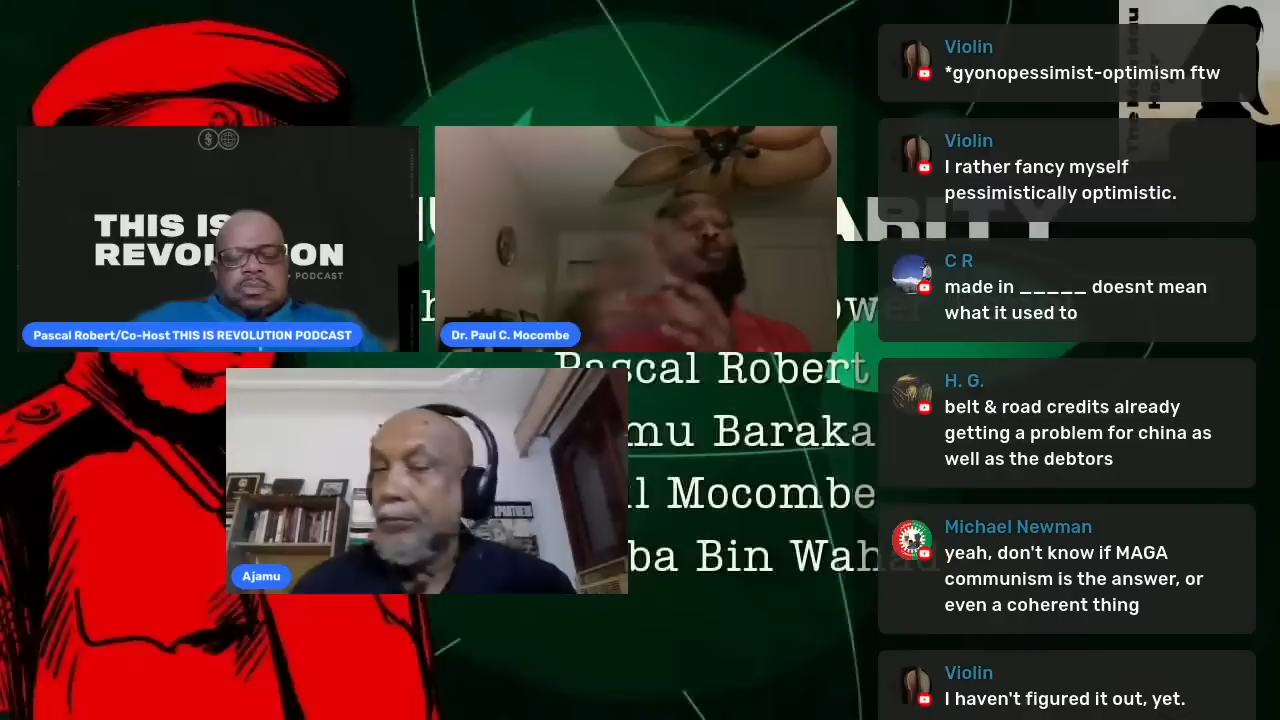 THIS IS
REVOL ON
PODCAST
Pascal Robert/Co-Host THIS IS REVOLUTION PODCAST
Dr. Paul C. Mocombe
Ajamu
ARITY
Pascal Robert
mu Baraka
l Mocombe
ba Bin Wahad
Violin
*gyonopessimist-optimism ftw
Violin
I rather fancy myself
pessimistically optimistic.
C R
made in _____ doesnt mean
what it used to
H. G.
belt & road credits already
getting a problem for china as
well as the debtors
Michael Newman
yeah, don't know if MAGA
communism is the answer, or
even a coherent thing
Violin
I haven't figured it out, yet.